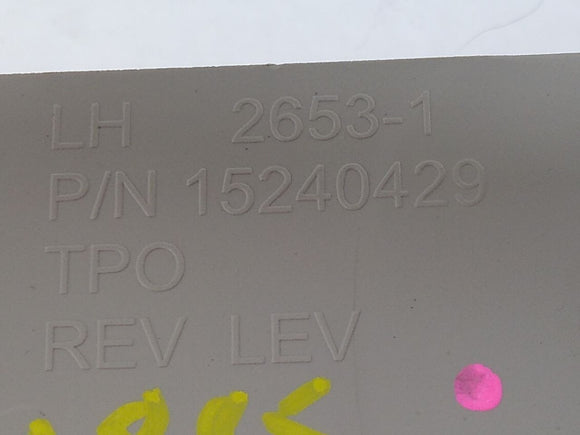 LH 2653-1
P/N 15240429
TPO
REV LEV